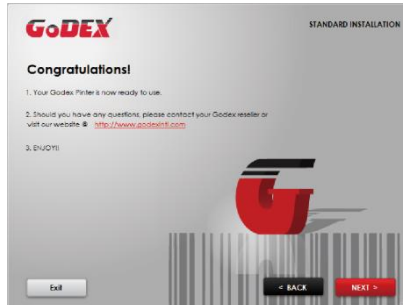 GoDEX
STANDARD INSTALLATION
Congratulations!
1. Your Godex Pinter is now ready to use.
2. Should you have any questions, please contact your Godex reseller or
visit our website @ http://www.godexintl.com
3. ENJOY!!
Exit
< BACK
NEXT >